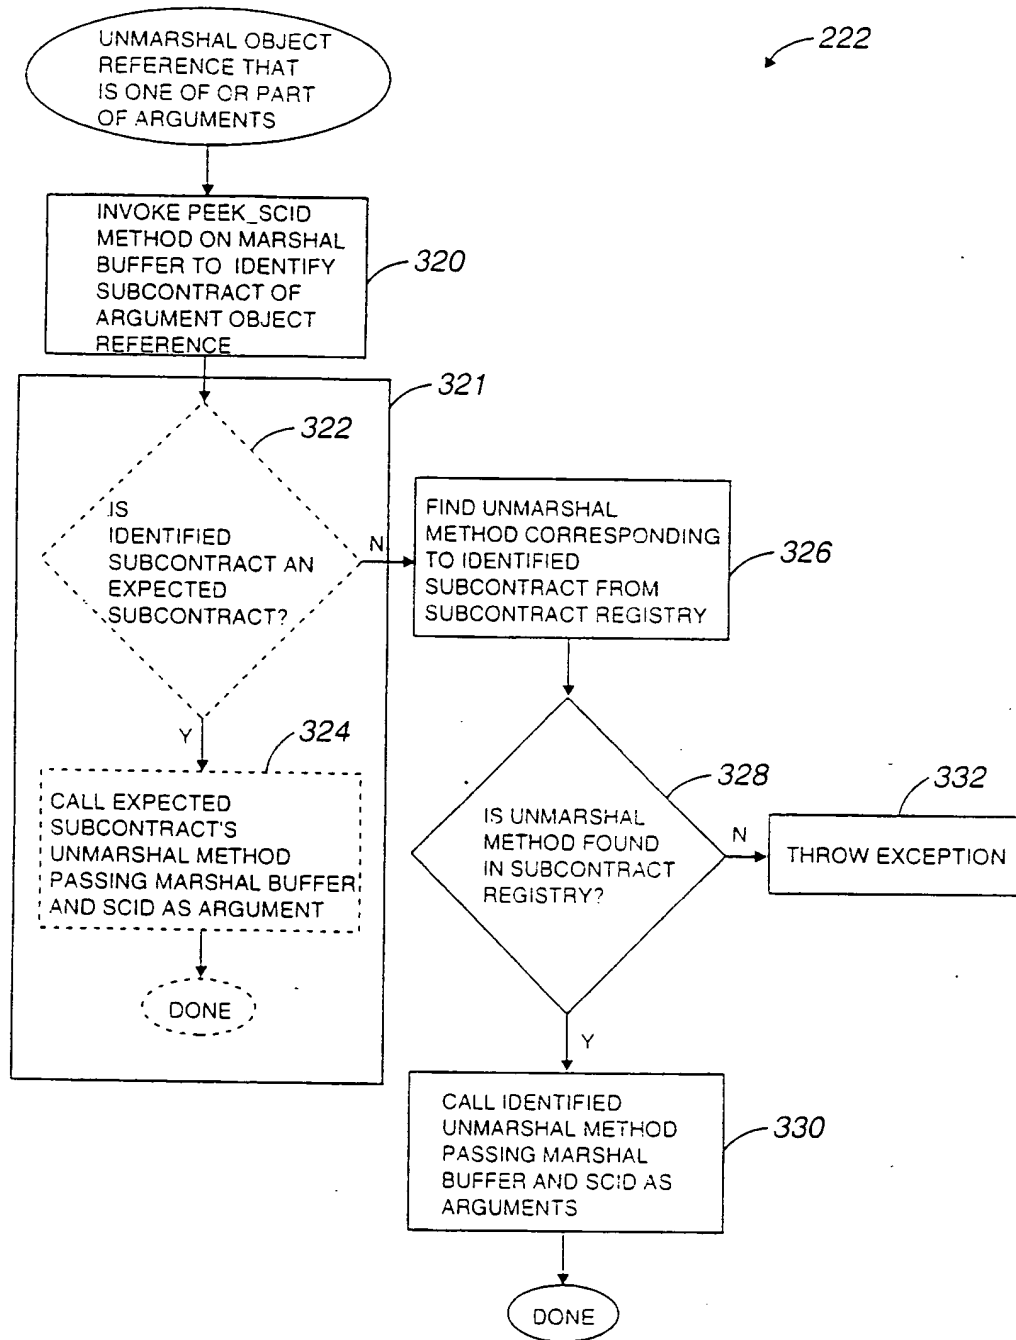 UNMARSHAL OBJECT
REFERENCE THAT
IS ONE OF OR PART
OF ARGUMENTS
222
INVOKE PEEK_SCID
METHOD ON MARSHAL
BUFFER TO IDENTIFY
SUBCONTRACT OF
ARGUMENT OBJECT
REFERENCE
320
321
322
IS
IDENTIFIED
SUBCONTRACT AN
EXPECTED
SUBCONTRACT?
N
FIND UNMARSHAL
METHOD CORRESPONDING
TO IDENTIFIED
SUBCONTRACT FROM
SUBCONTRACT REGISTRY
326
Y
324
CALL EXPECTED
SUBCONTRACT'S
UNMARSHAL METHOD
PASSING MARSHAL BUFFER
AND SCID AS ARGUMENT
DONE
328
IS UNMARSHAL
METHOD FOUND
IN SUBCONTRACT
REGISTRY?
N
332
THROW EXCEPTION
Y
CALL IDENTIFIED
UNMARSHAL METHOD
PASSING MARSHAL
BUFFER AND SCID AS
ARGUMENTS
330
DONE